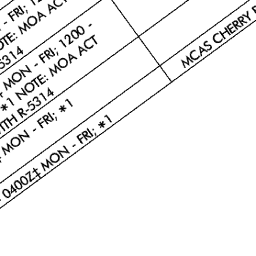 - FRI; 1200 -
NOTE: MOA ACT
5314
MON - FRI; 1200 -
*1 NOTE: MOA ACT
WITH R-5314
MON - FRI; *1
0400Z‡ MON - FRI; *1
MCAS CHERRY